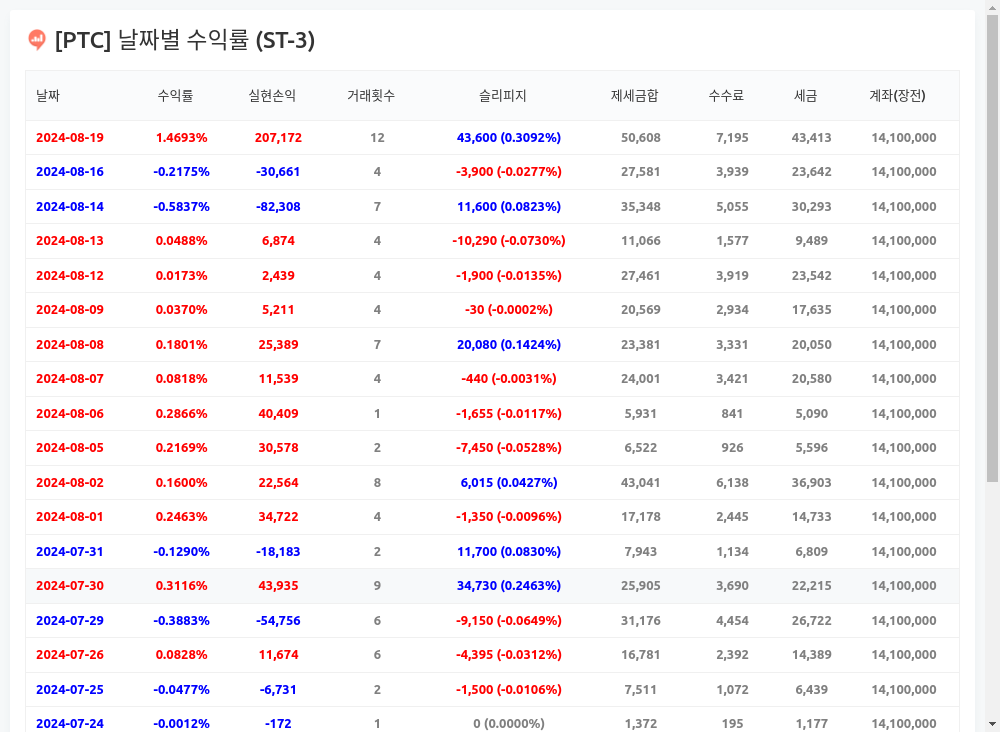 [PTC] 날짜별 수익률 (ST-3)
날짜 수익률 실현손익 거래횟수 슬리피지 제세금합 수수료 세금 계좌(장전)
2024-08-19 1.4693% 207,172 12 43,600 (0.3092%) 50,608 7,195 43,413 14,100,000
2024-08-16 -0.2175% -30,661 4 -3,900 (-0.0277%) 27,581 3,939 23,642 14,100,000
2024-08-14 -0.5837% -82,308 7 11,600 (0.0823%) 35,348 5,055 30,293 14,100,000
2024-08-13 0.0488% 6,874 4 -10,290 (-0.0730%) 11,066 1,577 9,489 14,100,000
2024-08-12 0.0173% 2,439 4 -1,900 (-0.0135%) 27,461 3,919 23,542 14,100,000
2024-08-09 0.0370% 5,211 4 -30 (-0.0002%) 20,569 2,934 17,635 14,100,000
2024-08-08 0.1801% 25,389 7 20,080 (0.1424%) 23,381 3,331 20,050 14,100,000
2024-08-07 0.0818% 11,539 4 -440 (-0.0031%) 24,001 3,421 20,580 14,100,000
2024-08-06 0.2866% 40,409 1 -1,655 (-0.0117%) 5,931 841 5,090 14,100,000
2024-08-05 0.2169% 30,578 2 -7,450 (-0.0528%) 6,522 926 5,596 14,100,000
2024-08-02 0.1600% 22,564 8 6,015 (0.0427%) 43,041 6,138 36,903 14,100,000
2024-08-01 0.2463% 34,722 4 -1,350 (-0.0096%) 17,178 2,445 14,733 14,100,000
2024-07-31 -0.1290% -18,183 2 11,700 (0.0830%) 7,943 1,134 6,809 14,100,000
2024-07-30 0.3116% 43,935 9 34,730 (0.2463%) 25,905 3,690 22,215 14,100,000
2024-07-29 -0.3883% -54,756 6 -9,150 (-0.0649%) 31,176 4,454 26,722 14,100,000
2024-07-26 0.0828% 11,674 6 -4,395 (-0.0312%) 16,781 2,392 14,389 14,100,000
2024-07-25 -0.0477% -6,731 2 -1,500 (-0.0106%) 7,511 1,072 6,439 14,100,000
2024-07-24 -0.0012% -172 1 0 (0.0000%) 1,372 195 1,177 14,100,000